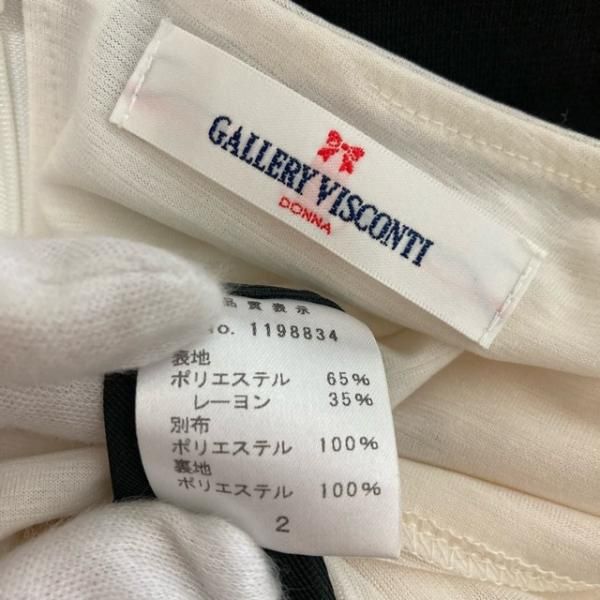 GALLERY VISCONTI
DONNA
品質表示
No. 1198834
表地
ポリエステル 65%
レーヨン 35%
別布
ポリエステル 100%
裏地
ポリエステル 100%
2